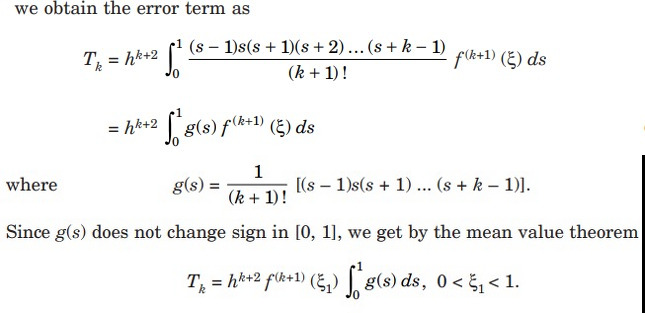 we obtain the error term as
T_k = h^{k+2} ∫_0^1 \frac{(s – 1)s(s + 1)(s + 2) ... (s + k – 1)}{(k + 1)!} f^{(k+1)} (ξ) ds
= h^{k+2} ∫_0^1 g(s) f^{(k+1)} (ξ) ds
where g(s) = \frac{1}{(k + 1)!} [(s – 1)s(s + 1) ... (s + k – 1)].
Since g(s) does not change sign in [0, 1], we get by the mean value theorem
T_k = h^{k+2} f^{(k+1)} (ξ_1) ∫_0^1 g(s) ds, 0 < ξ_1 < 1.